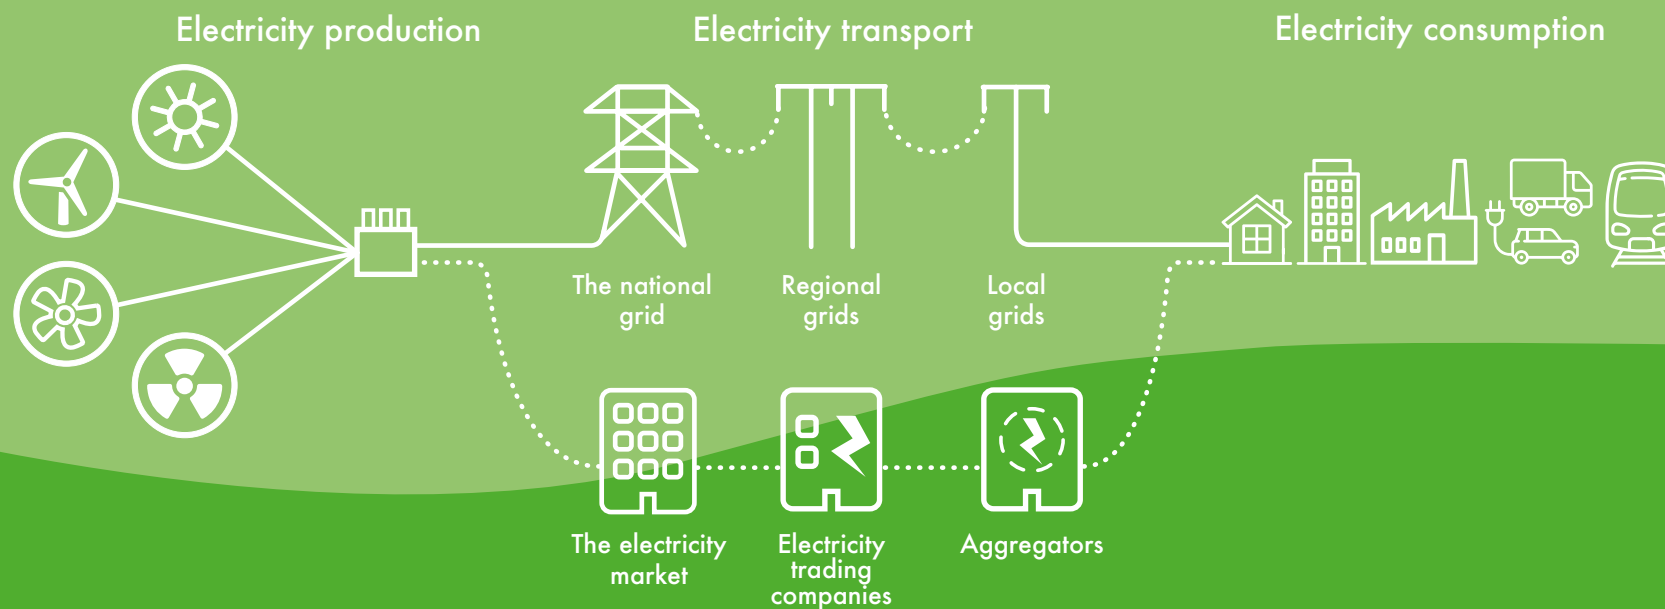 Electricity production
Electricity transport
Electricity consumption
The national
grid
Regional
grids
Local
grids
The electricity
market
Electricity
trading
companies
Aggregators